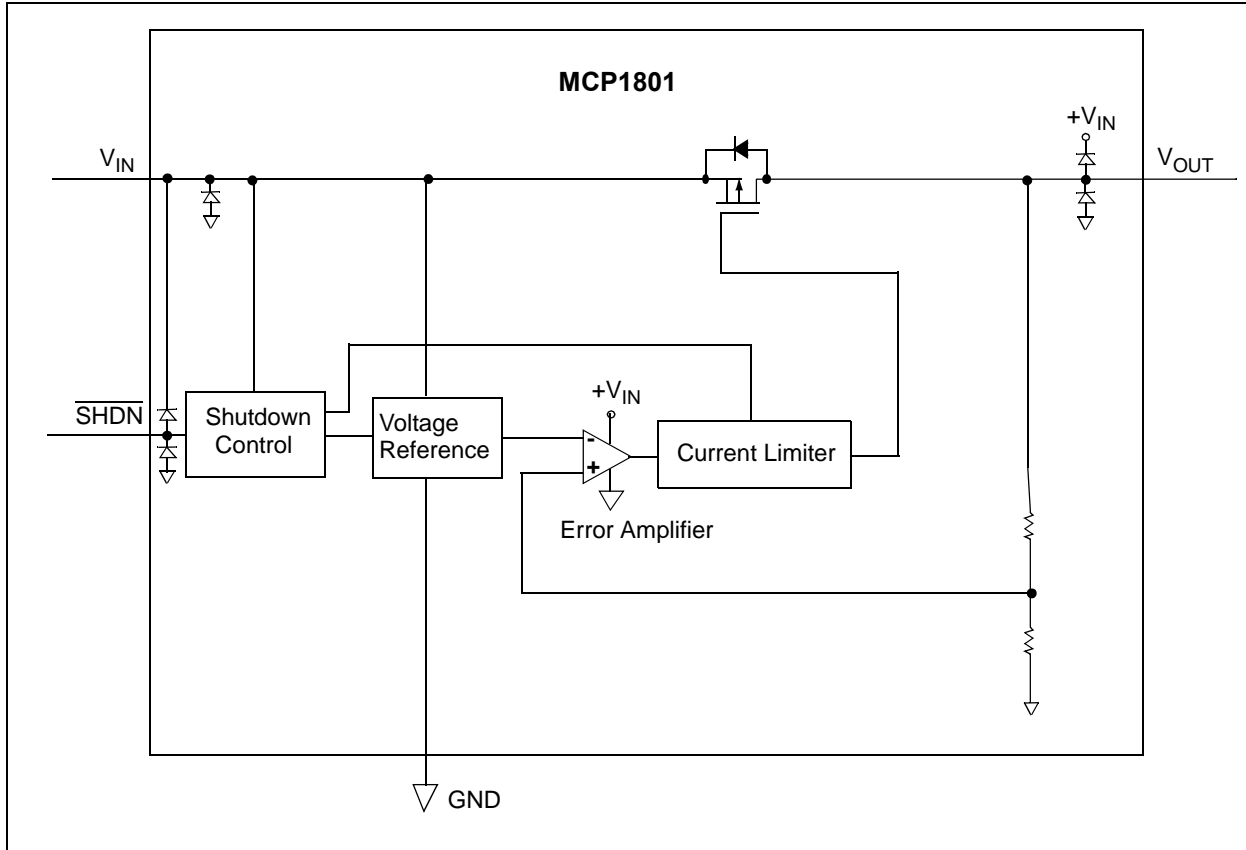 MCP1801
+VIN
VIN
VOUT
SHDN
Shutdown
Control
Voltage
Reference
+VIN
-
+
Current Limiter
Error Amplifier
GND